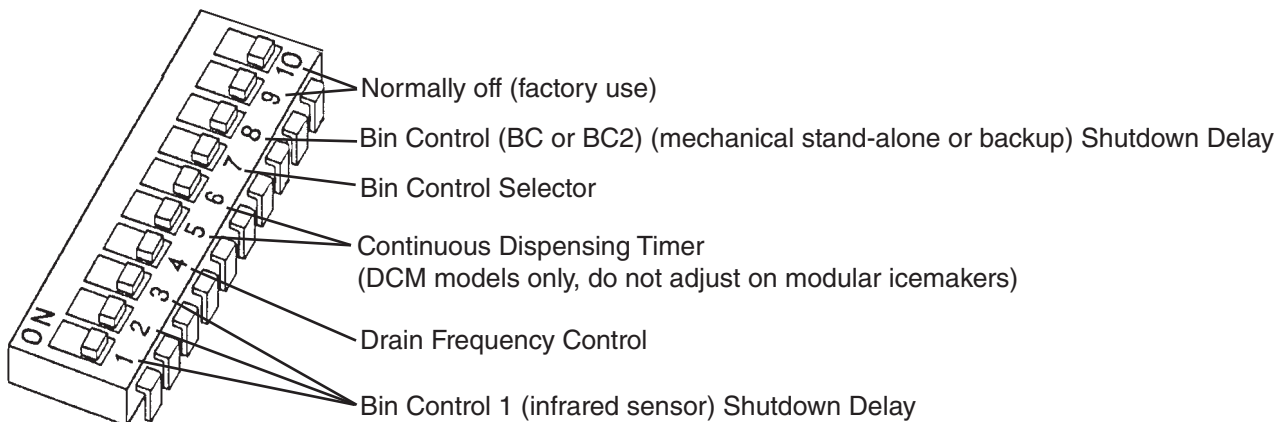 10
Normally off (factory use)
9
8
Bin Control (BC or BC2) (mechanical stand-alone or backup) Shutdown Delay
7
Bin Control Selector
6
5
Continuous Dispensing Timer
(DCM models only, do not adjust on modular icemakers)
4
3
Drain Frequency Control
ON
2
1
Bin Control 1 (infrared sensor) Shutdown Delay